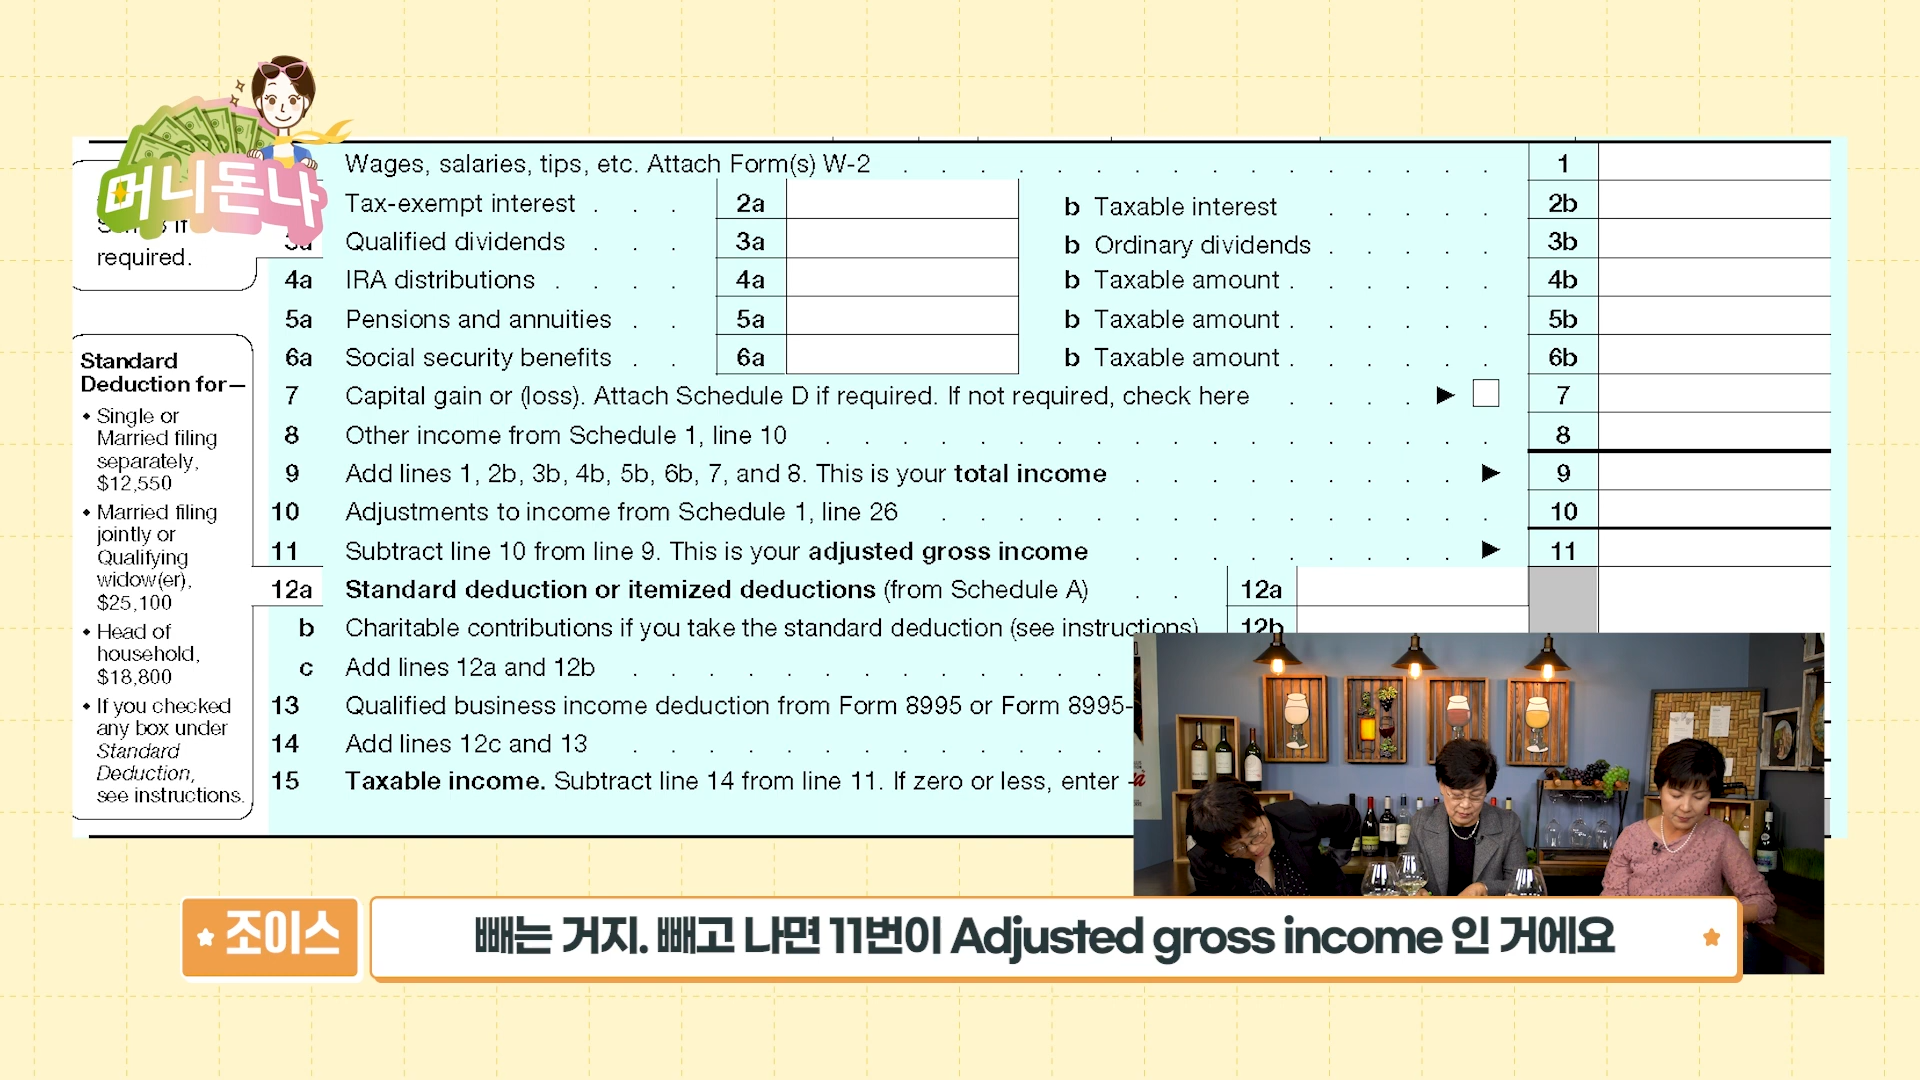 머니돈나
Wages, salaries, tips, etc. Attach Form(s) W-2 . . . . . . . . . . . . . . . . 1
Tax-exempt interest . . . 2a b Taxable interest . . . . . 2b
required.
3a Qualified dividends . . . 3a b Ordinary dividends . . . . . 3b
4a IRA distributions . . . . 4a b Taxable amount . . . . . . 4b
5a Pensions and annuities . . 5a b Taxable amount . . . . . . 5b
6a Social security benefits . . 6a b Taxable amount . . . . . . 6b
7 Capital gain or (loss). Attach Schedule D if required. If not required, check here . . . . ▶ 7
8 Other income from Schedule 1, line 10 . . . . . . . . . . . . . . . . . . 8
9 Add lines 1, 2b, 3b, 4b, 5b, 6b, 7, and 8. This is your total income . . . . . . . . . ▶ 9
10 Adjustments to income from Schedule 1, line 26 . . . . . . . . . . . . . . . 10
11 Subtract line 10 from line 9. This is your adjusted gross income . . . . . . . . . ▶ 11
12a Standard deduction or itemized deductions (from Schedule A) . . 12a
b Charitable contributions if you take the standard deduction (see instructions) 12b
c Add lines 12a and 12b . . . . . . . . . . . . .
13 Qualified business income deduction from Form 8995 or Form 8995-
14 Add lines 12c and 13 . . . . . . . . . . . . .
15 Taxable income. Subtract line 14 from line 11. If zero or less, enter -
Standard
Deduction for—
• Single or
Married filing
separately,
$12,550
• Married filing
jointly or
Qualifying
widow(er),
$25,100
• Head of
household,
$18,800
• If you checked
any box under
Standard
Deduction,
see instructions.
조이스
빼는 거지. 빼고 나면 11번이 Adjusted gross income 인 거에요